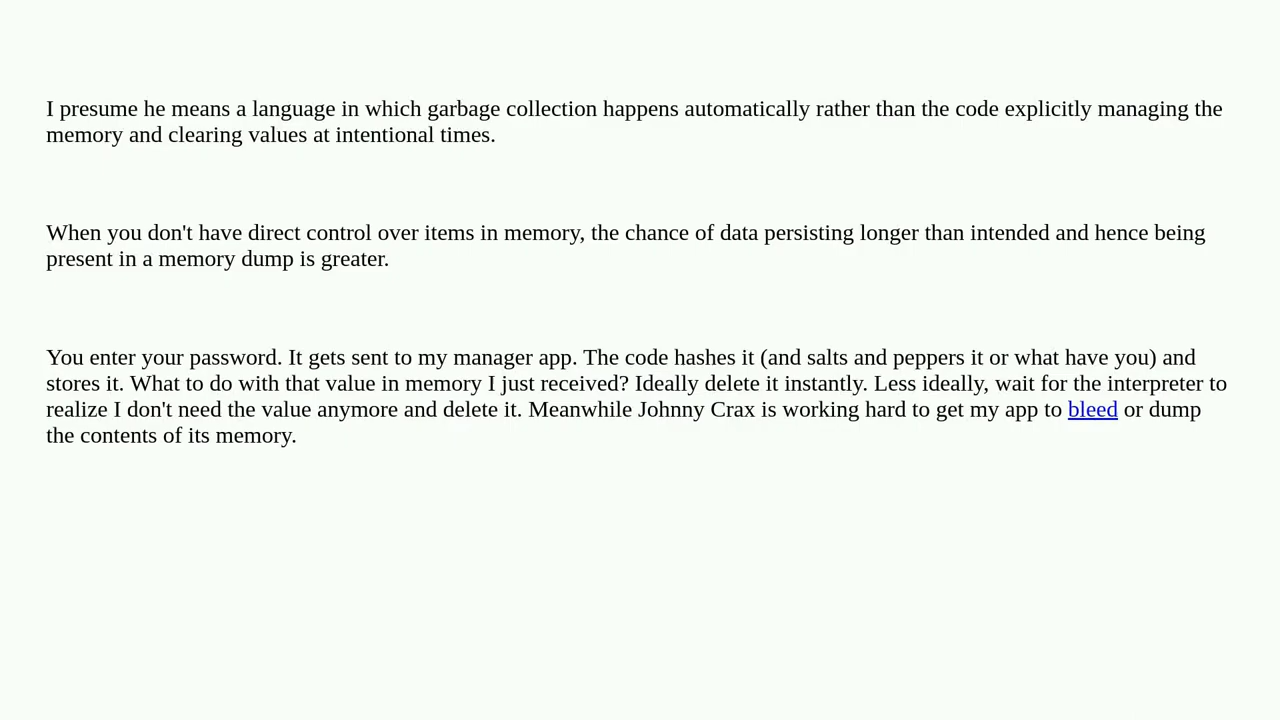 I presume he means a language in which garbage collection happens automatically rather than the code explicitly managing the
memory and clearing values at intentional times.
When you don't have direct control over items in memory, the chance of data persisting longer than intended and hence being
present in a memory dump is greater.
You enter your password. It gets sent to my manager app. The code hashes it (and salts and peppers it or what have you) and
stores it. What to do with that value in memory I just received? Ideally delete it instantly. Less ideally, wait for the interpreter to
realize I don't need the value anymore and delete it. Meanwhile Johnny Crax is working hard to get my app to bleed or dump
the contents of its memory.